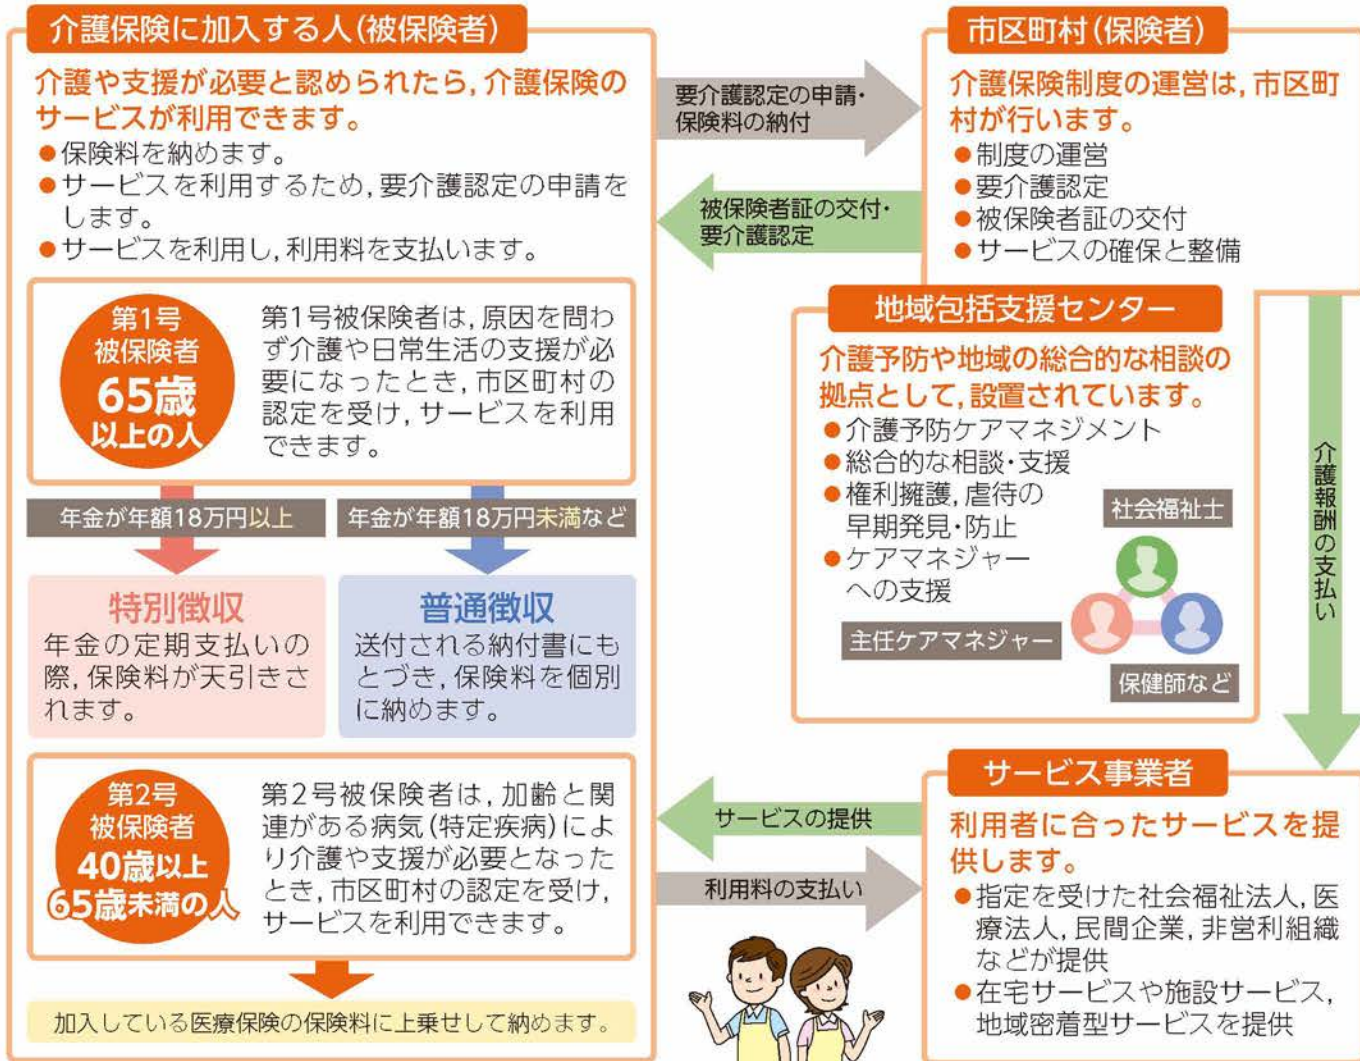 介護保険に加入する人(被保険者)
介護や支援が必要と認められたら,介護保険の
サービスが利用できます。
●保険料を納めます。
●サービスを利用するため,要介護認定の申請を
します。
●サービスを利用し,利用料を支払います。
第1号
被保険者
65歳
以上の人
第1号被保険者は,原因を問わ
ず介護や日常生活の支援が必
要になったとき,市区町村の
認定を受け,サービスを利用
できます。
年金が年額18万円以上
年金が年額18万円未満など
特別徴収
年金の定期支払いの
際,保険料が天引きさ
れます。
普通徴収
送付される納付書にも
とづき,保険料を個別
に納めます。
第2号
被保険者
40歳以上
65歳未満の人
第2号被保険者は,加齢と関
連がある病気(特定疾病)によ
り介護や支援が必要となった
とき,市区町村の認定を受け,
サービスを利用できます。
加入している医療保険の保険料に上乗せして納めます。
要介護認定の申請・
保険料の納付
被保険者証の交付・
要介護認定
市区町村(保険者)
介護保険制度の運営は,市区町
村が行います。
●制度の運営
●要介護認定
●被保険者証の交付
●サービスの確保と整備
地域包括支援センター
介護予防や地域の総合的な相談の
拠点として,設置されています。
●介護予防ケアマネジメント
●総合的な相談・支援
●権利擁護,虐待の
早期発見・防止
●ケアマネジャー
への支援
社会福祉士
主任ケアマネジャー
保健師など
介護報酬の支払い
サービスの提供
利用料の支払い
サービス事業者
利用者に合ったサービスを提
供します。
●指定を受けた社会福祉法人,医
療法人,民間企業,非営利組織
などが提供
●在宅サービスや施設サービス,
地域密着型サービスを提供